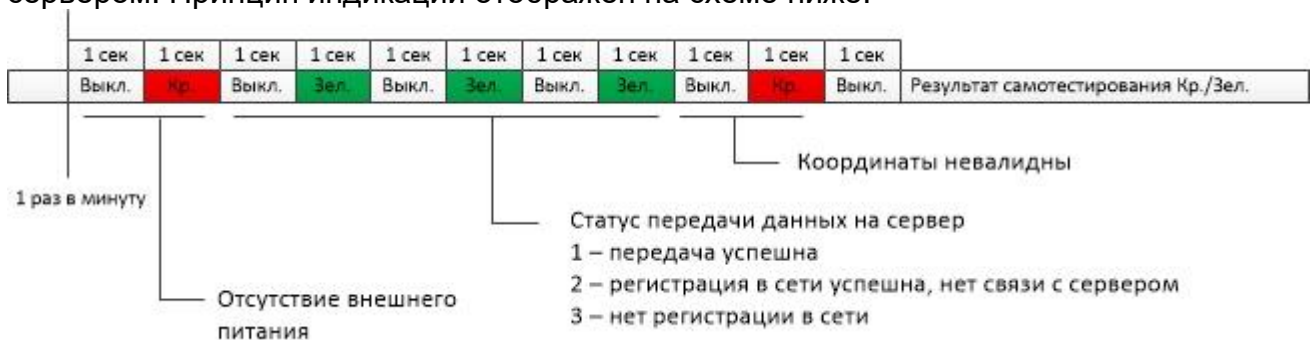 сервером. Принцип индикации отображен на схеме ниже.
1 сек 1 сек 1 сек 1 сек 1 сек 1 сек 1 сек 1 сек 1 сек 1 сек 1 сек
Выкл. Кр. Выкл. Зел. Выкл. Зел. Выкл. Зел. Выкл. Кр. Выкл. Результат самотестирования Кр./Зел.
Координаты невалидны
1 раз в минуту
Статус передачи данных на сервер
1 – передача успешна
2 – регистрация в сети успешна, нет связи с сервером
3 – нет регистрации в сети
Отсутствие внешнего
питания